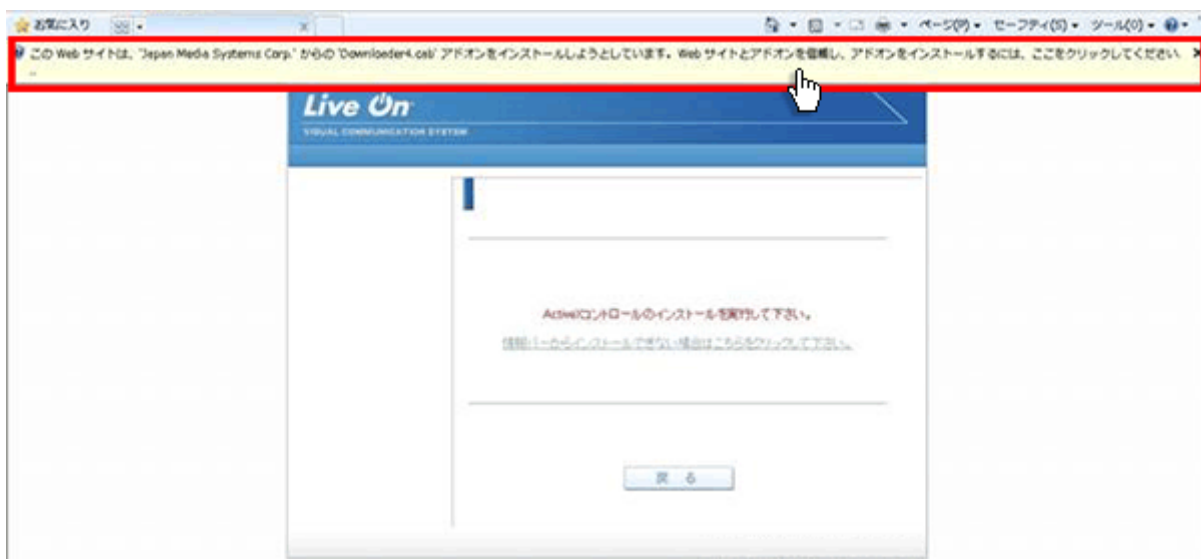 お気に入り
ページ(P) セーフティ(S) ツール(O)
この Web サイトは、'Japan Media Systems Corp.' からの 'Downloader4.cab' アドオンをインストールしようとしています。Web サイトとアドオンを信頼し、アドオンをインストールするには、ここをクリックしてください
...
Live On
VISUAL COMMUNICATION SYSTEM
ActiveXコントロールのインストールを実行して下さい。
情報バーからインストールできない場合はこちらをクリックして下さい。
戻 る